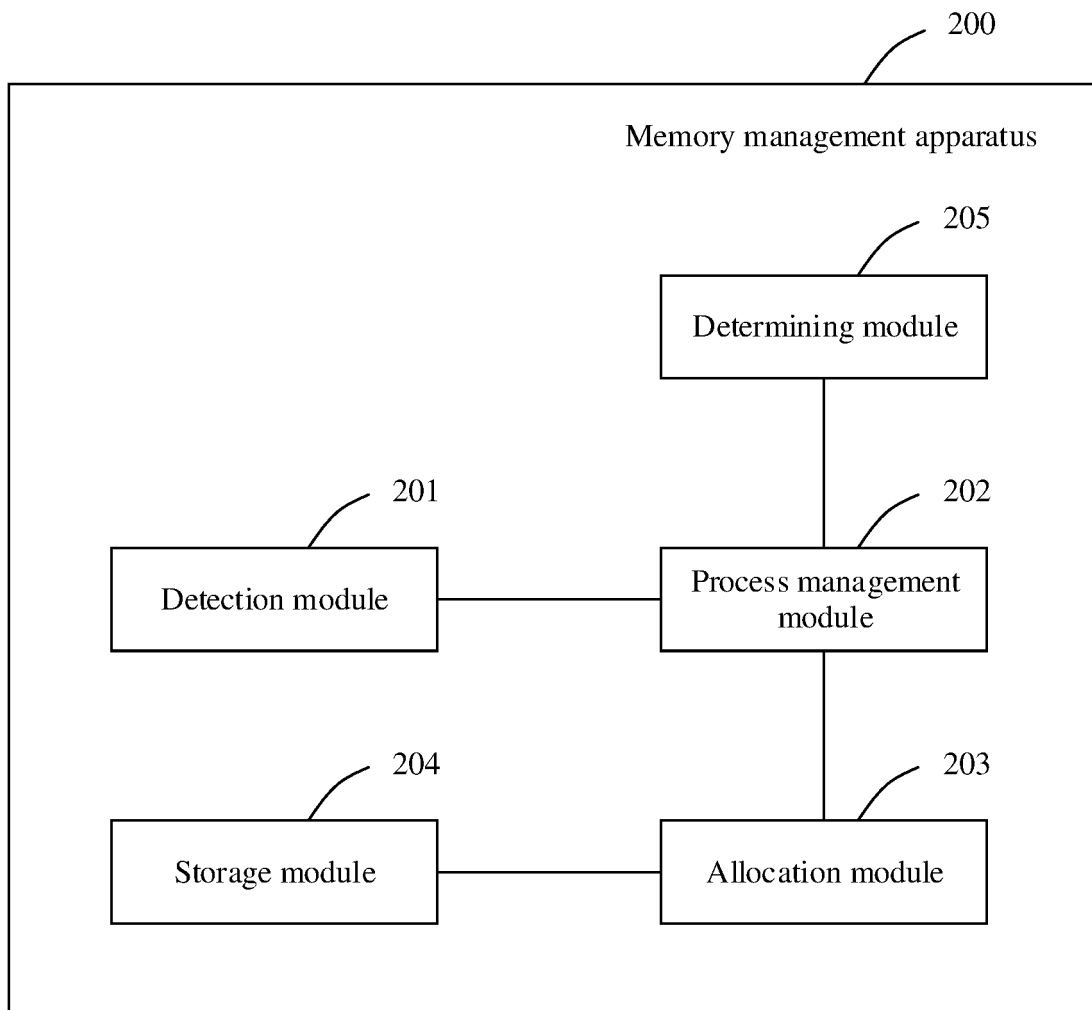 200
Memory management apparatus
205
Determining module
201
202
Detection module
Process management
module
204
203
Storage module
Allocation module